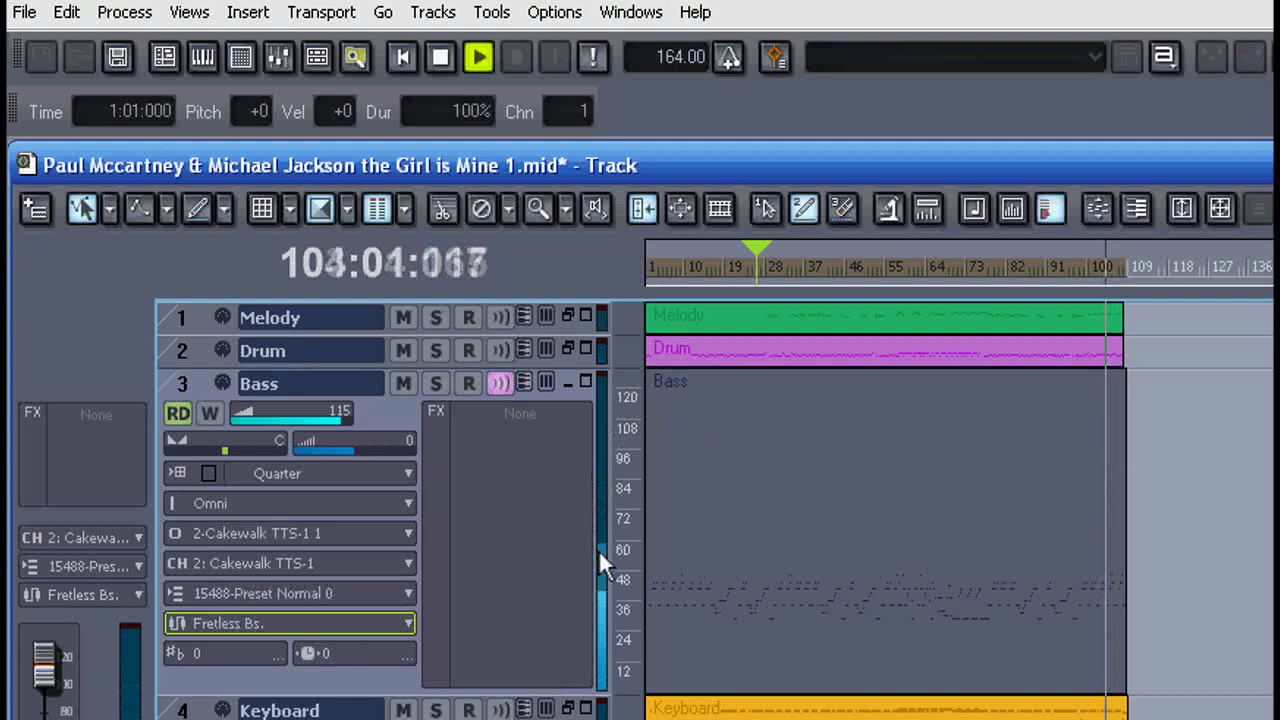 File Edit Process Views Insert Transport Go Tracks Tools Options Windows Help
164.00
Time 1:01:000 Pitch +0 Vel +0 Dur 100% Chn 1
Paul Mccartney & Michael Jackson the Girl is Mine 1.mid* - Track
1 10 19 28 37 46 55 64 73 82 91 100 109 118 127 136
1 Melody M S R Melody
2 Drum M S R Drum
3 Bass M S R Bass
FX None RD W 115 FX None 120
C 0 108
Quarter 96
Omni 84
CH 2: Cakewa... 2-Cakewalk TTS-1 1 72
15488-Pres... CH 2: Cakewalk TTS-1 60
Fretless Bs. 15488-Preset Normal 0 48
Fretless Bs. 36
0 ... 0 ... 24
120 12
100
80 4 Keyboard M S R Keyboard